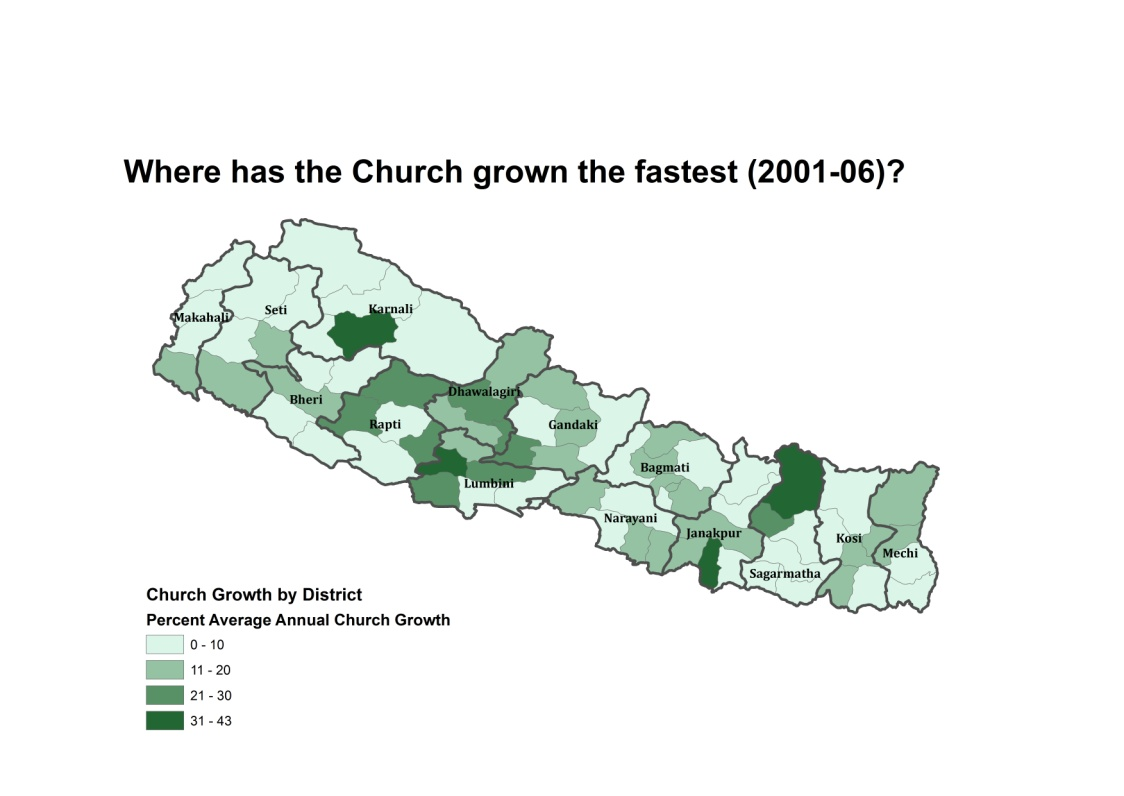 Where has the Church grown the fastest (2001-06)?
Karnali
Seti
Makahali
Dhawalagiri
Bheri
Rapti
Gandaki
Bagmati
Lumbini
Narayani
Janakpur
Kosi
Mechi
Sagarmatha
Church Growth by District
Percent Average Annual Church Growth
0 - 10
11 - 20
21 - 30
31 - 43